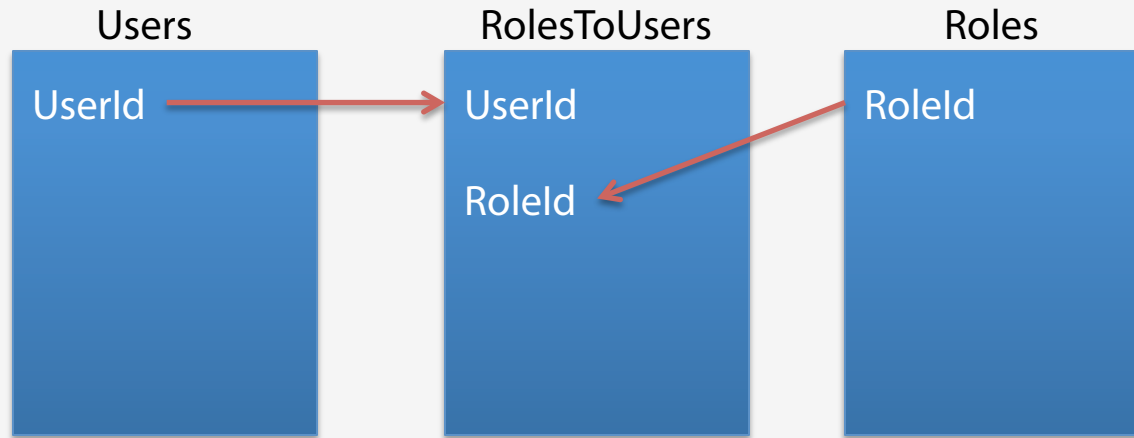 Users
RolesToUsers
Roles
UserId
UserId
RoleId
RoleId